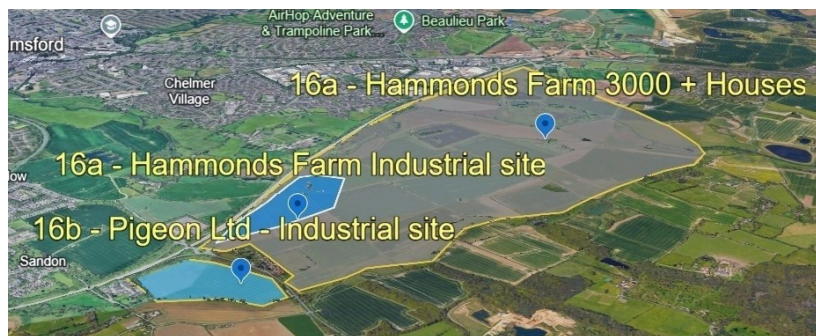 AirHop Adventure
& Trampoline Park...
Beaulieu Park
lmsford
Chelmer
Village
16a - Hammonds Farm 3000 + Houses
16a - Hammonds Farm Industrial site
low
16b - Pigeon Ltd - Industrial site
Sandon